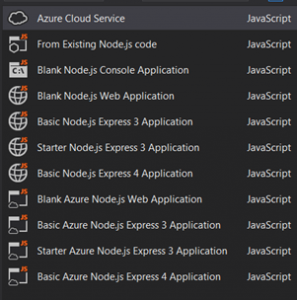 Azure Cloud Service JavaScript
From Existing Node.js code JavaScript
Blank Node.js Console Application JavaScript
Blank Node.js Web Application JavaScript
Basic Node.js Express 3 Application JavaScript
Starter Node.js Express 3 Application JavaScript
Basic Node.js Express 4 Application JavaScript
Blank Azure Node.js Web Application JavaScript
Basic Azure Node.js Express 3 Application JavaScript
Starter Azure Node.js Express 3 Application JavaScript
Basic Azure Node.js Express 4 Application JavaScript